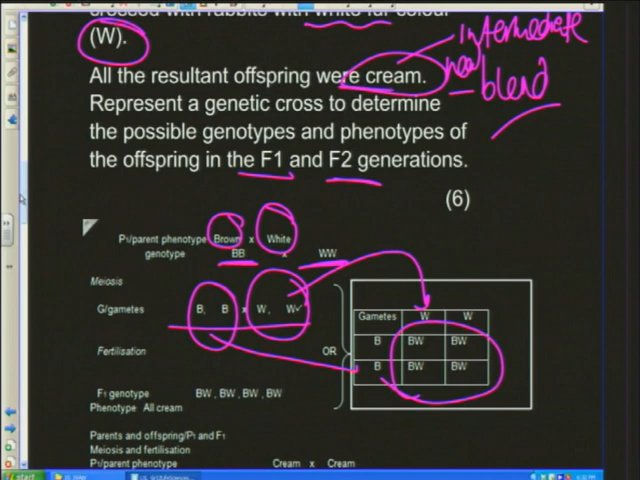 crossed with rabbits with white fur colour
(W).
intermediate
new
blend
All the resultant offspring were cream.
Represent a genetic cross to determine
the possible genotypes and phenotypes of
the offspring in the F1 and F2 generations.
(6)
P₁/parent phenotype Brown x White
genotype BB x WW
Meiosis
G/gametes B, B x W, W✓
Fertilisation
OR
Gametes W W
B BW BW
B BW BW
F₁ genotype BW, BW, BW, BW
Phenotype All cream
Parents and offspring/P₁ and F₁
Meiosis and fertilisation
P₁/parent phenotype Cream x Cream
start